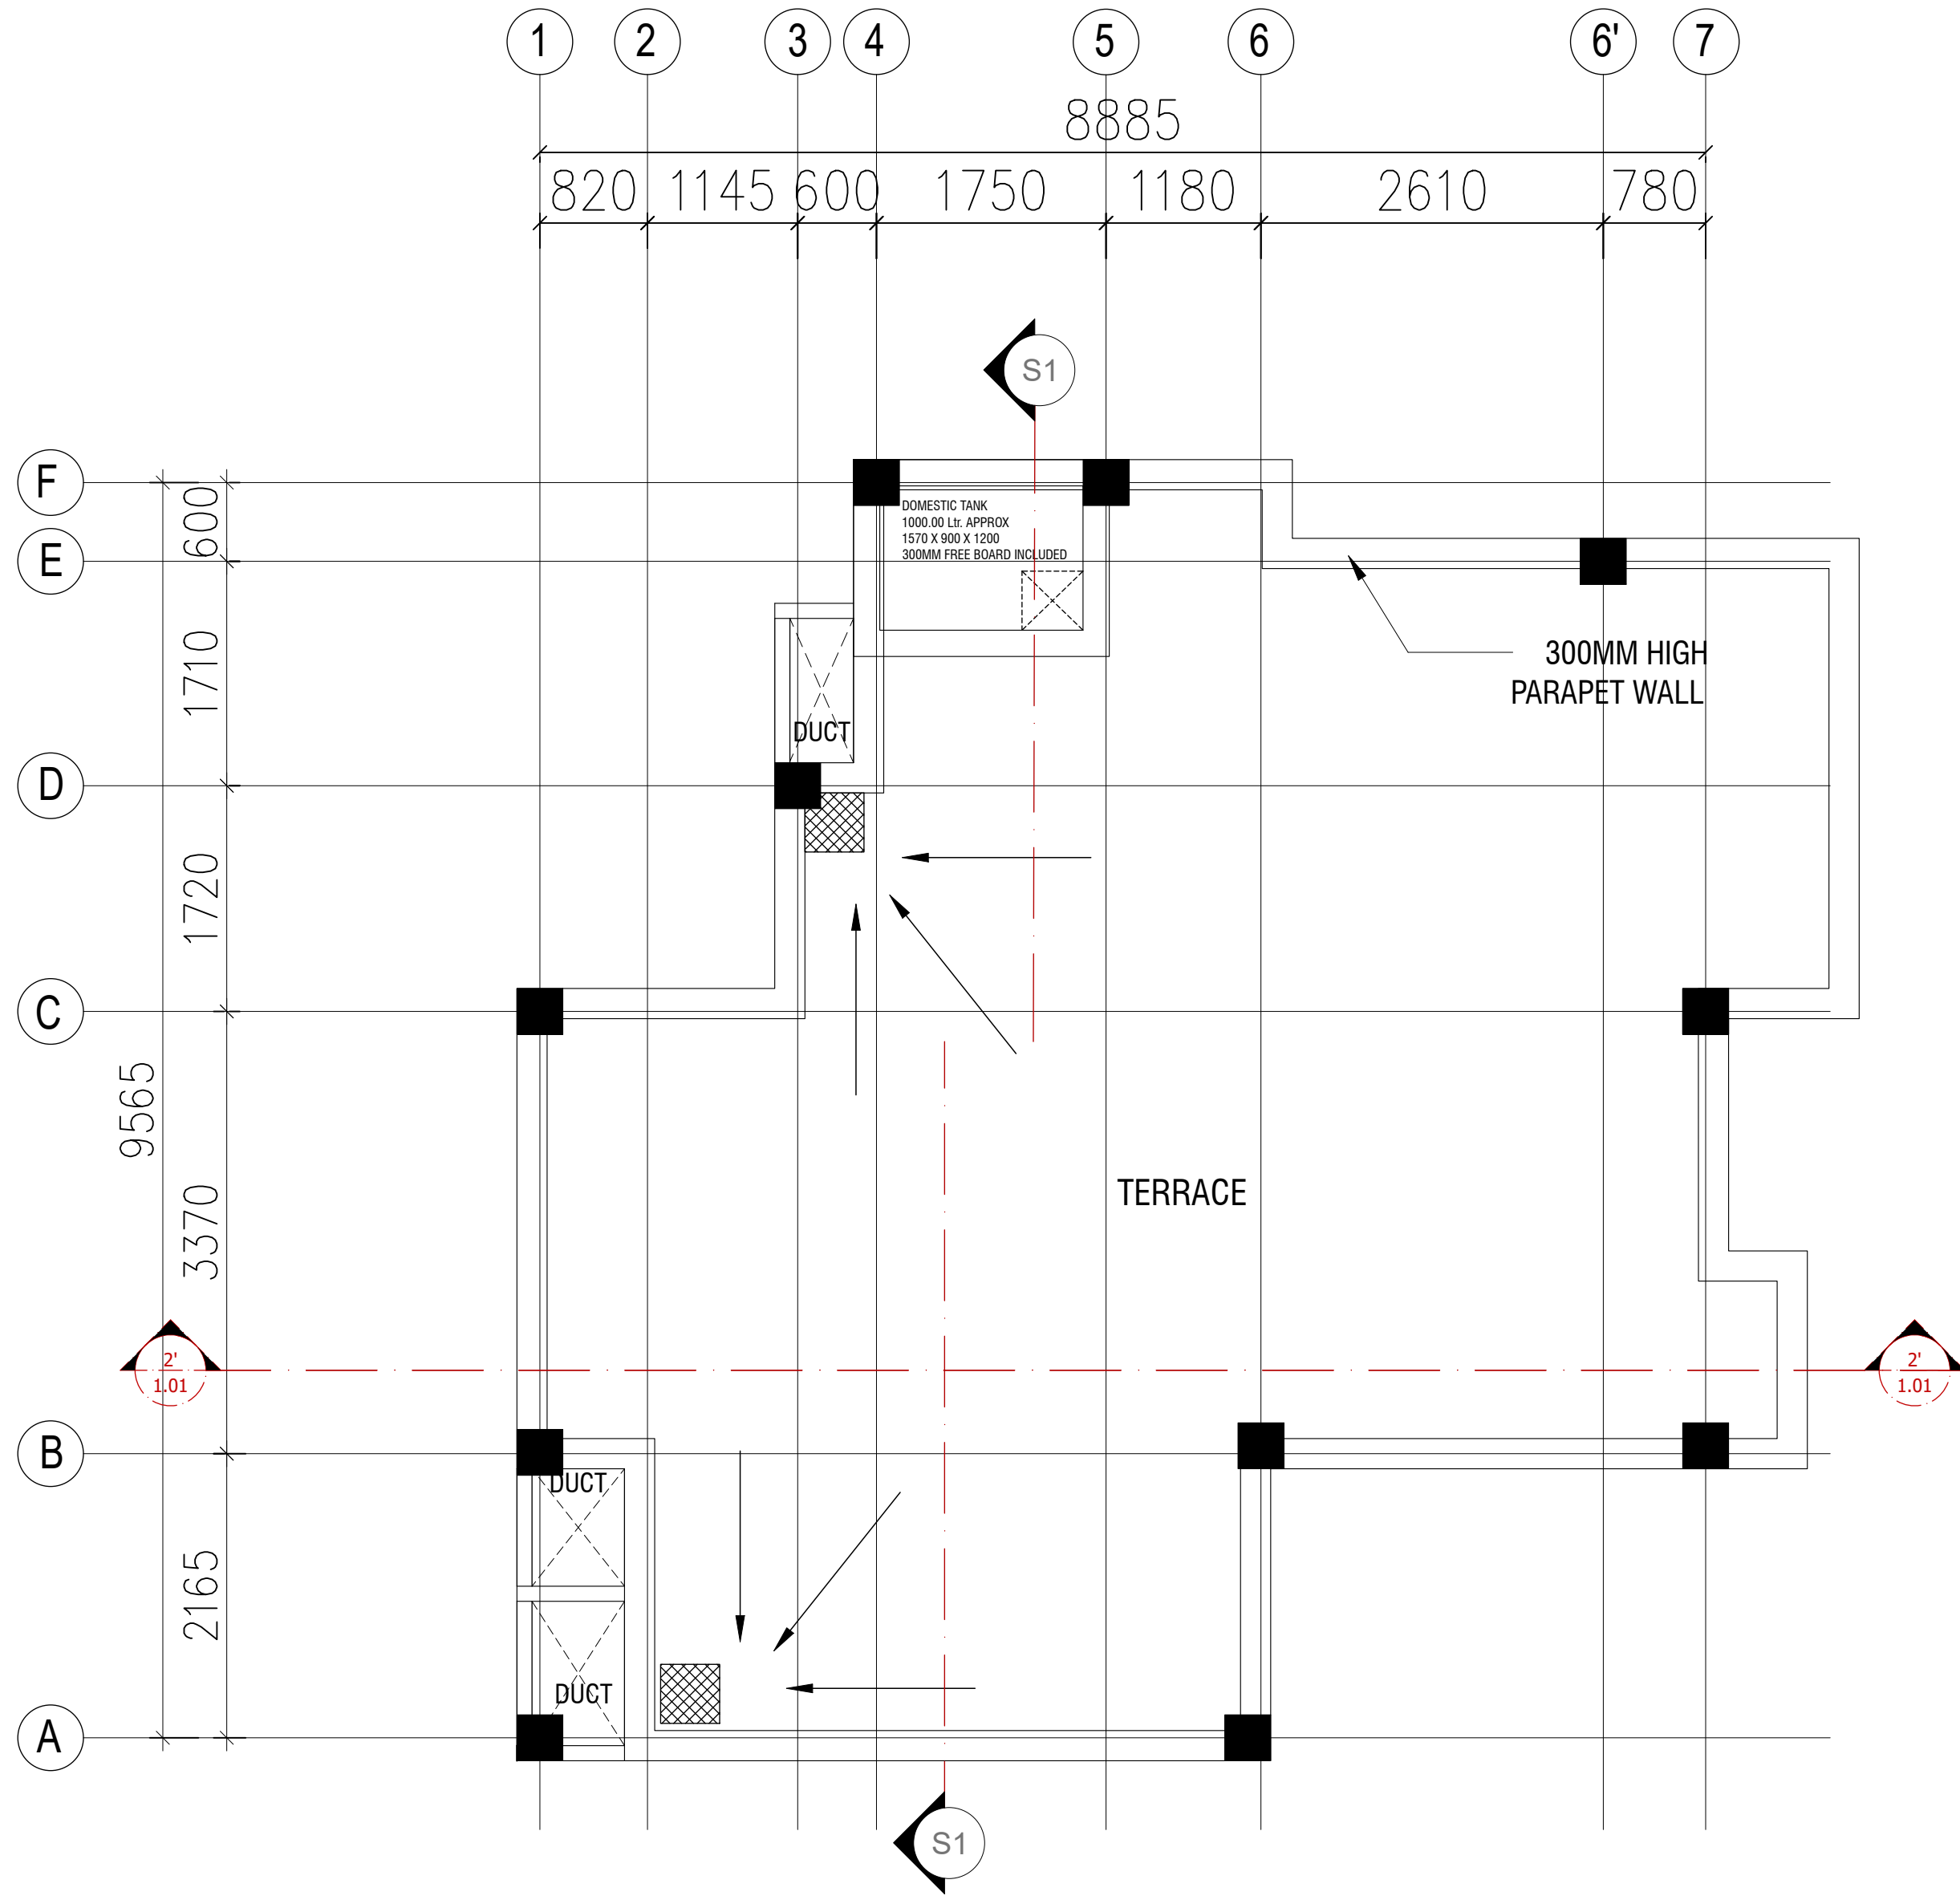 1 2 3 4 5 6 6' 7
8885
820 1145 600 1750 1180 2610 780
S1
F
600
DOMESTIC TANK
1000.00 Ltr. APPROX
1570 X 900 X 1200
300MM FREE BOARD INCLUDED
E
1710
300MM HIGH
PARAPET WALL
DUCT
D
1720
C
9565
TERRACE
3370
2'
1.01
2'
1.01
B
DUCT
2165
DUCT
A
S1